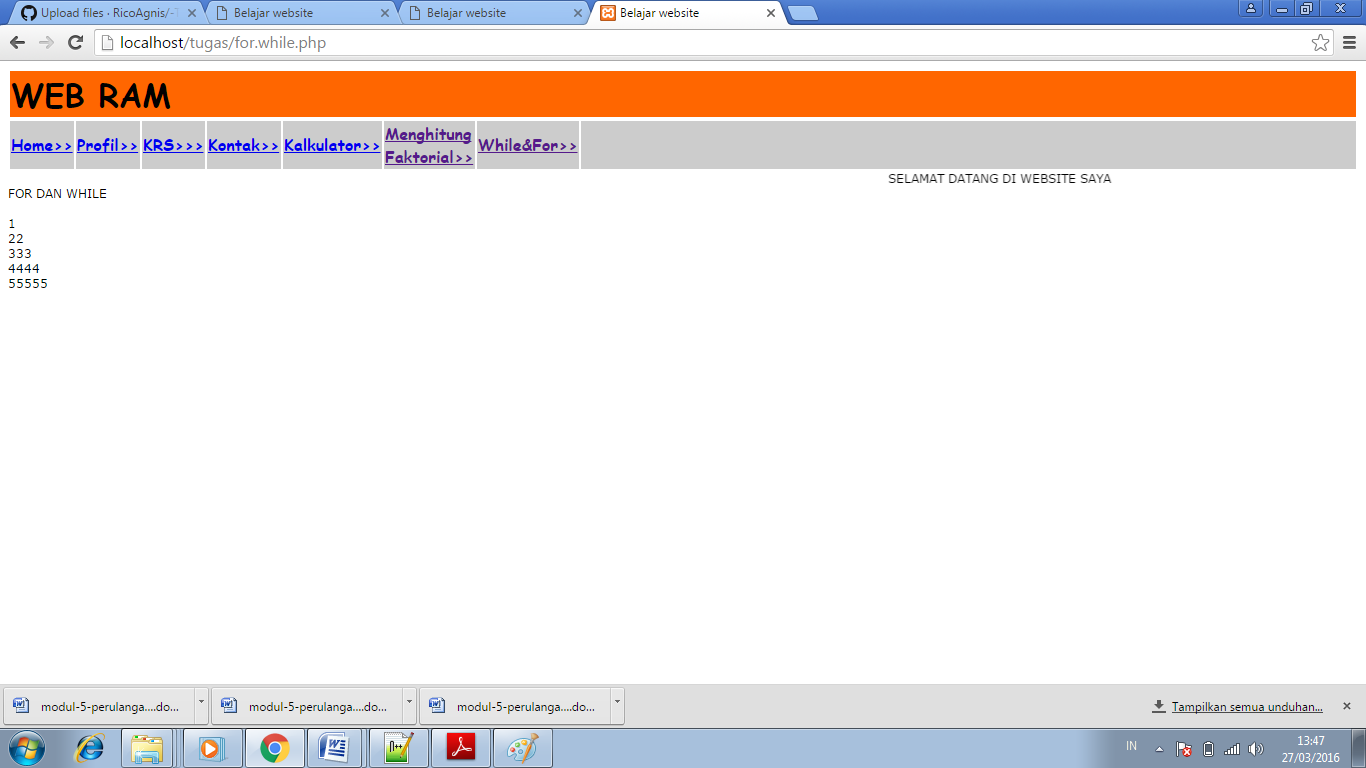 Upload files · RicoAgnis/-T
Belajar website
Belajar website
Belajar website
localhost/tugas/for.while.php
WEB RAM
Home>>
Profil>>
KRS>>>
Kontak>>
Kalkulator>>
Menghitung
Faktorial>>
While&For>>
SELAMAT DATANG DI WEBSITE SAYA
FOR DAN WHILE
1
22
333
4444
55555
modul-5-perulanga....do...
modul-5-perulanga....do...
modul-5-perulanga....do...
Tampilkan semua unduhan...
IN
13:47
27/03/2016